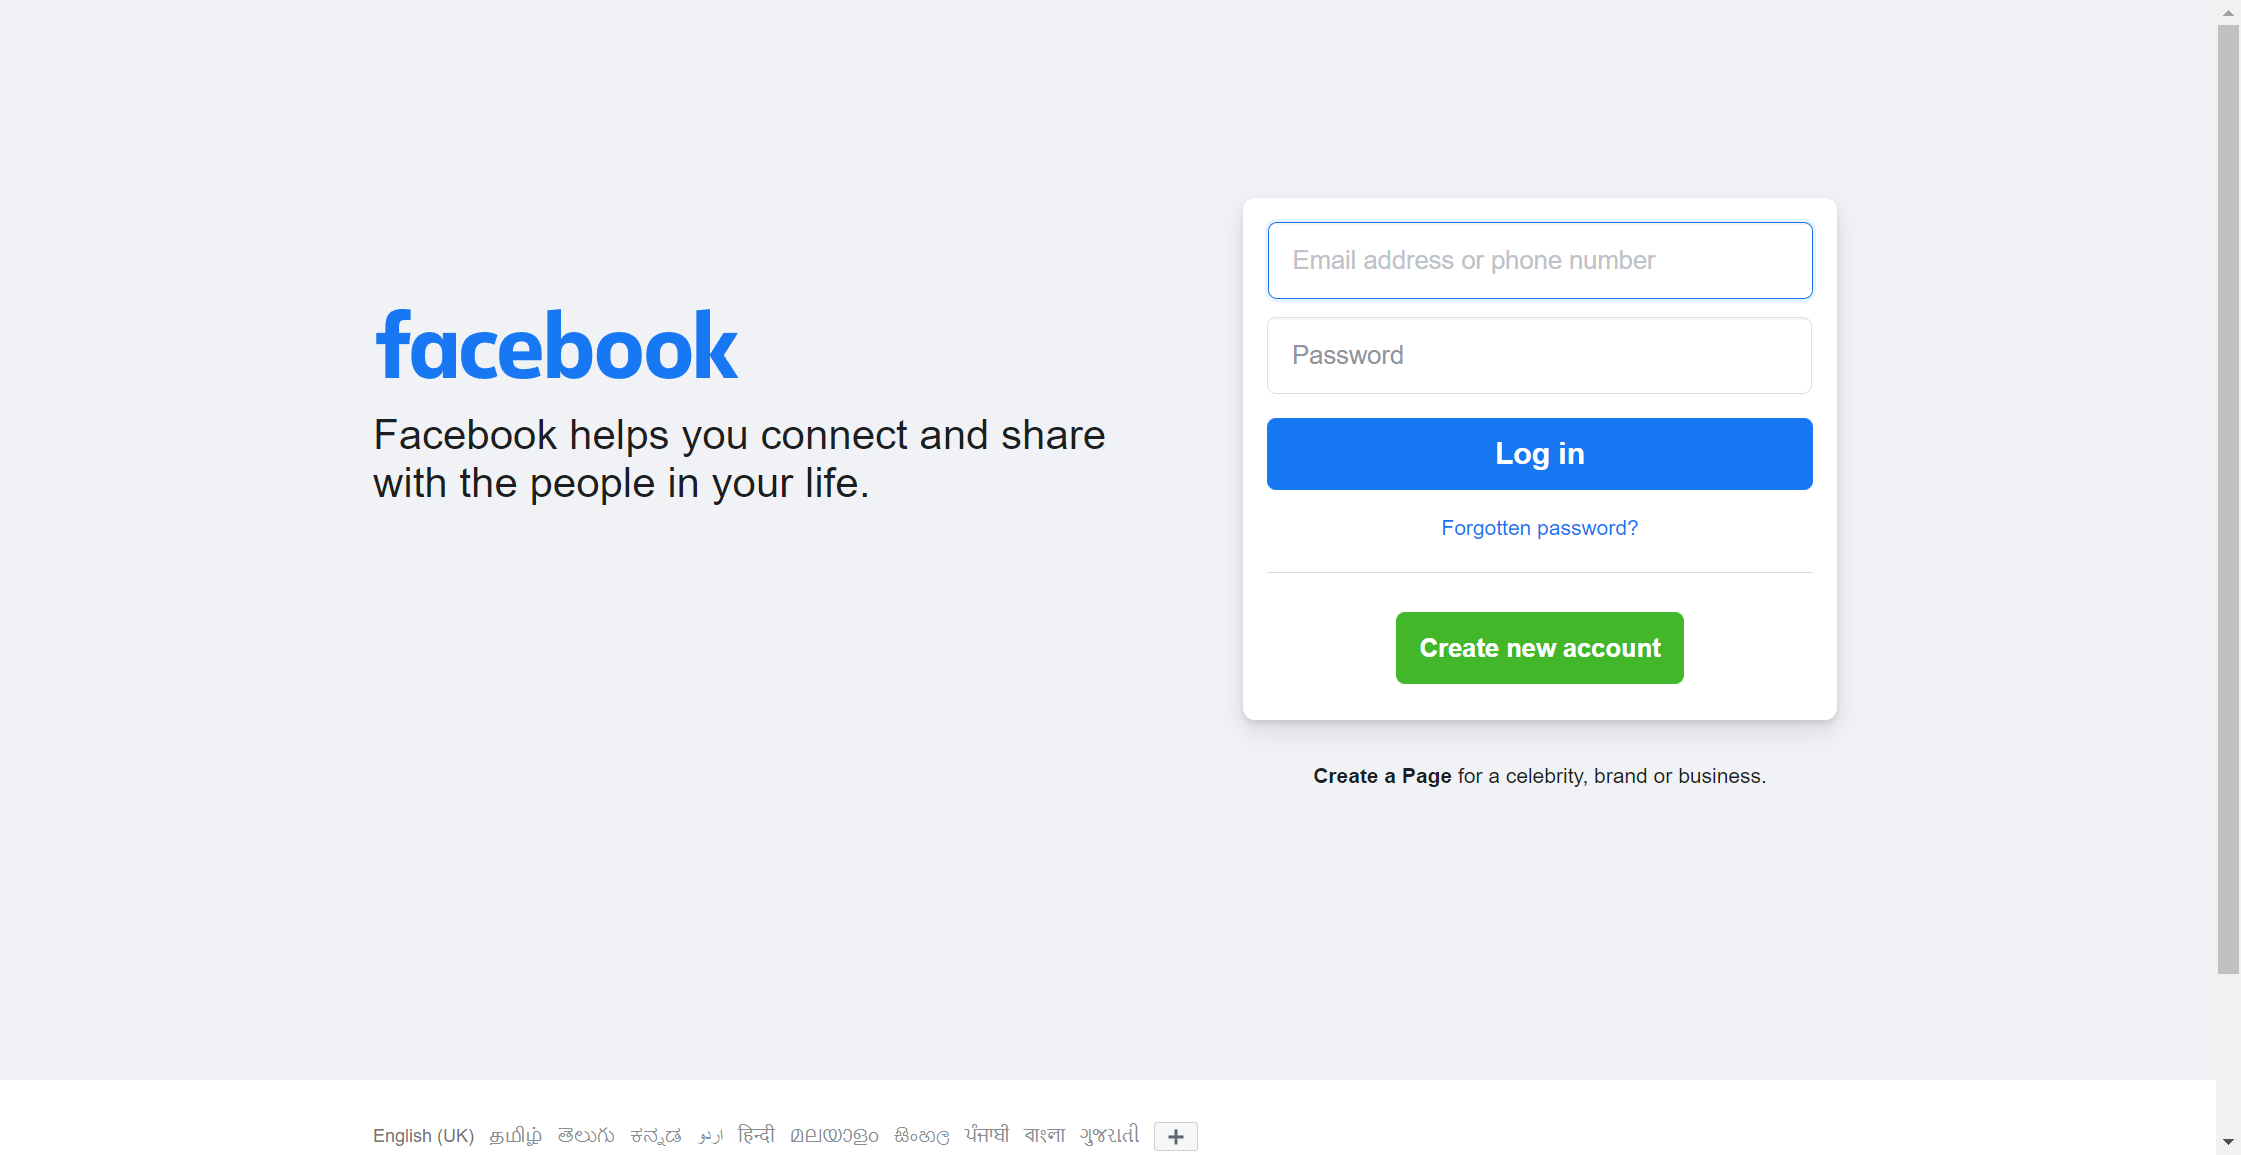 facebook
Facebook helps you connect and share
with the people in your life.
Email address or phone number
Password
Log in
Forgotten password?
Create new account
Create a Page for a celebrity, brand or business.
English (UK) தமிழ் తెలుగు ಕನ್ನಡ اردو हिन्दी മലയാളം සිංහල ਪੰਜਾਬੀ বাংলা ગુજરાતી +